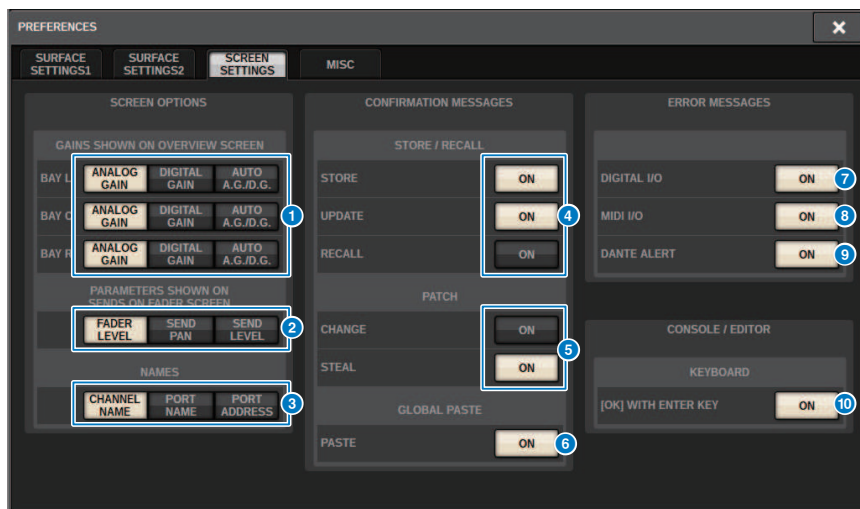 PREFERENCES
SURFACE SETTINGS1
SURFACE SETTINGS2
SCREEN SETTINGS
MISC
SCREEN OPTIONS
GAINS SHOWN ON OVERVIEW SCREEN
BAY L ANALOG GAIN DIGITAL GAIN AUTO A.G./D.G.
BAY C ANALOG GAIN DIGITAL GAIN AUTO A.G./D.G. 1
BAY R ANALOG GAIN DIGITAL GAIN AUTO A.G./D.G.
PARAMETERS SHOWN ON
SENDS ON FADER SCREEN
FADER LEVEL SEND PAN SEND LEVEL 2
NAMES
CHANNEL NAME PORT NAME PORT ADDRESS 3
CONFIRMATION MESSAGES
STORE / RECALL
STORE ON
UPDATE ON 4
RECALL ON
PATCH
CHANGE ON
5
STEAL ON
GLOBAL PASTE
PASTE ON 6
ERROR MESSAGES
DIGITAL I/O ON 7
MIDI I/O ON 8
DANTE ALERT ON 9
CONSOLE / EDITOR
KEYBOARD
[OK] WITH ENTER KEY ON 10